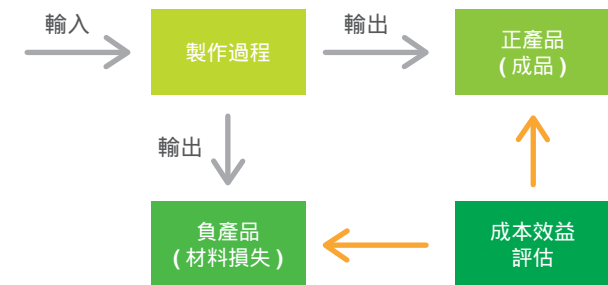 輸入
製作過程
輸出
正產品
( 成品 )
輸出
負產品
( 材料損失 )
成本效益
評估